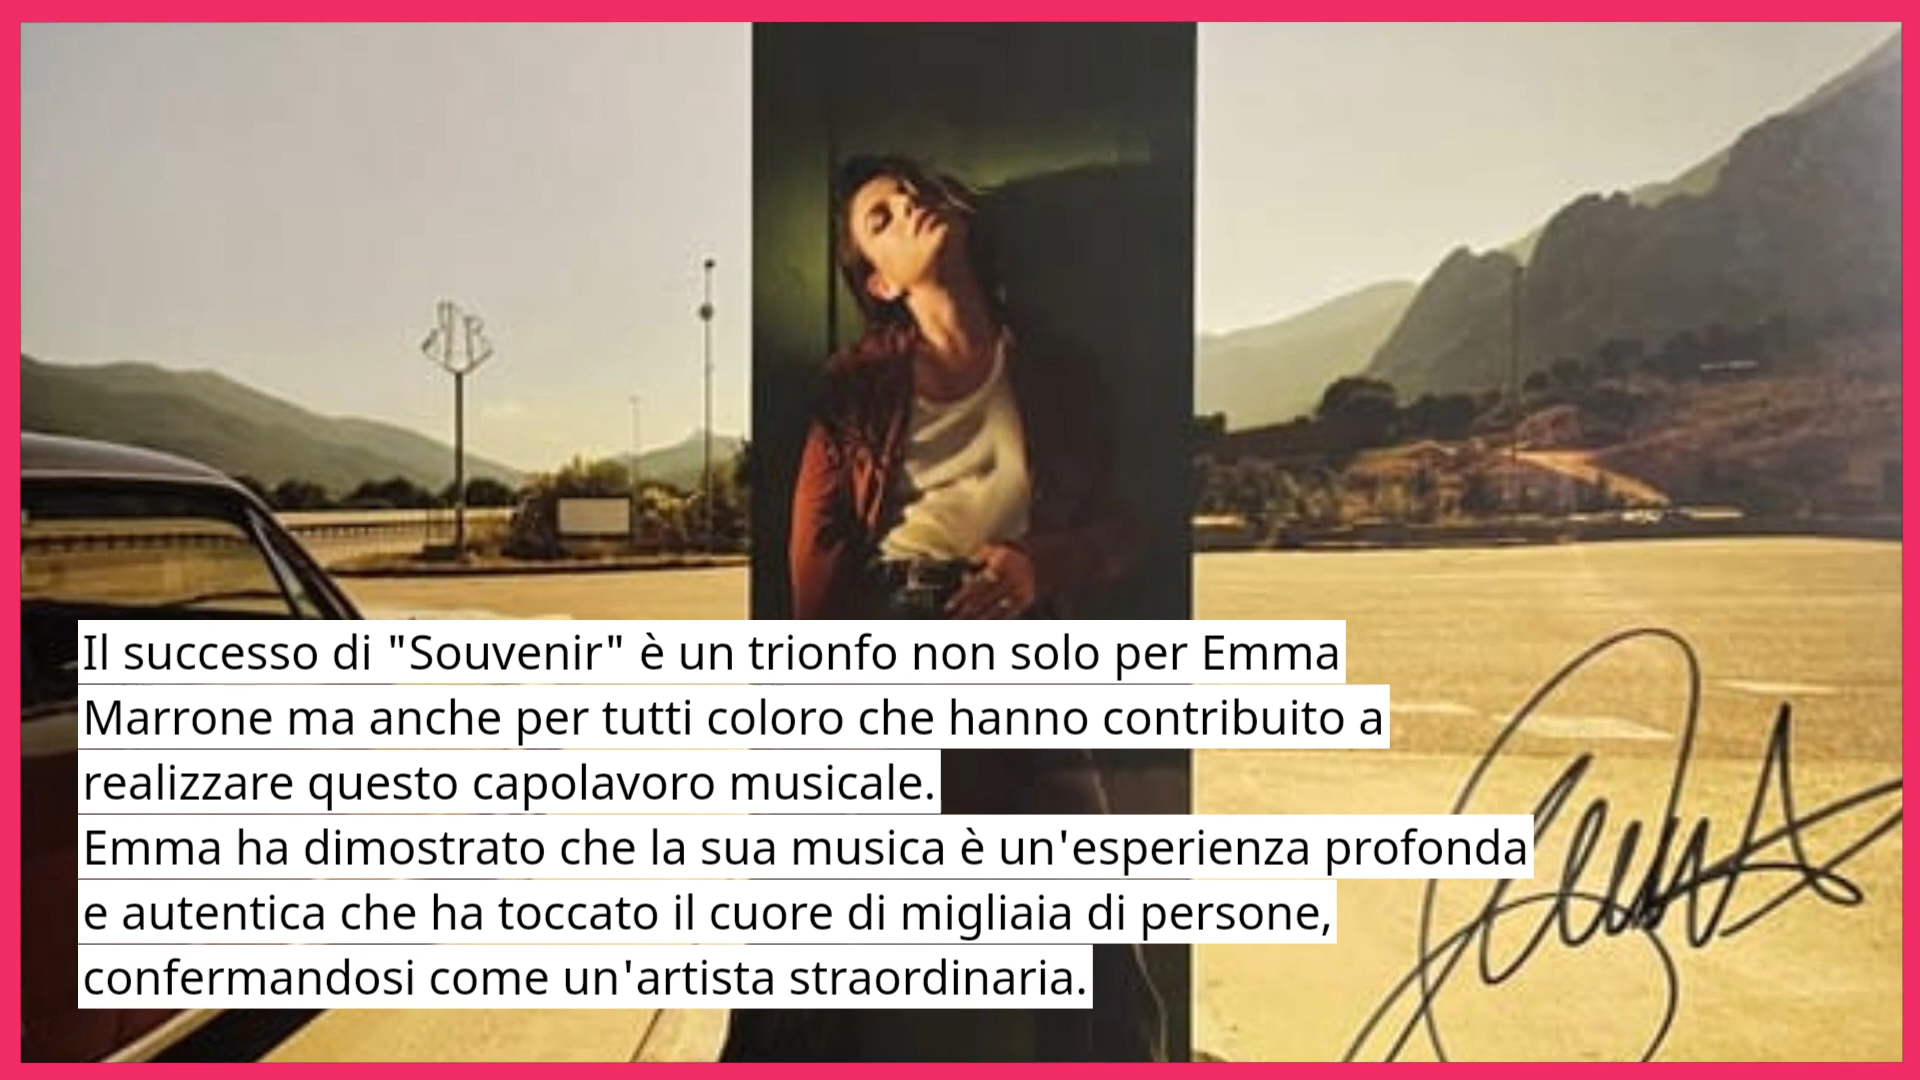 Il successo di "Souvenir" è un trionfo non solo per Emma
Marrone ma anche per tutti coloro che hanno contribuito a
realizzare questo capolavoro musicale.
Emma ha dimostrato che la sua musica è un'esperienza profonda
e autentica che ha toccato il cuore di migliaia di persone,
confermandosi come un'artista straordinaria.